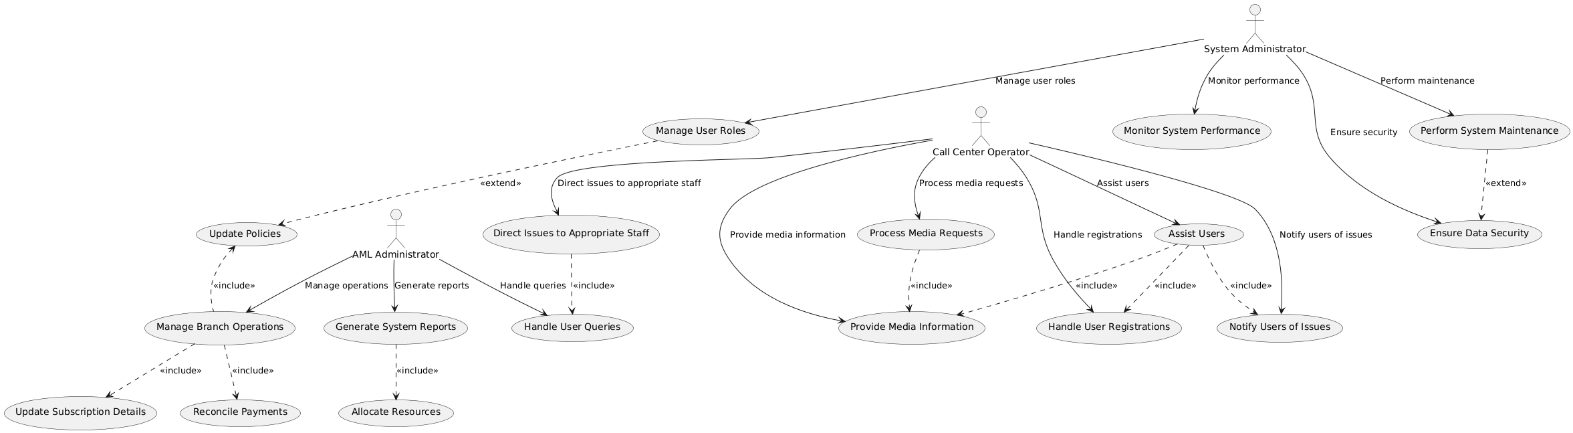 System Administrator
Manage user roles
Monitor performance
Perform maintenance
Manage User Roles
Monitor System Performance
Ensure security
Perform System Maintenance
Call Center Operator
«extend»
Direct issues to appropriate staff
Process media requests
Assist users
«extend»
Update Policies
AML Administrator
Direct Issues to Appropriate Staff
Provide media information
Process Media Requests
Handle registrations
Assist Users
Notify users of issues
Ensure Data Security
«include»
Manage operations
Generate reports
Handle queries
«include»
«include»
«include»
«include»
«include»
Manage Branch Operations
Generate System Reports
Handle User Queries
Provide Media Information
Handle User Registrations
Notify Users of Issues
«include»
«include»
«include»
Update Subscription Details
Reconcile Payments
Allocate Resources